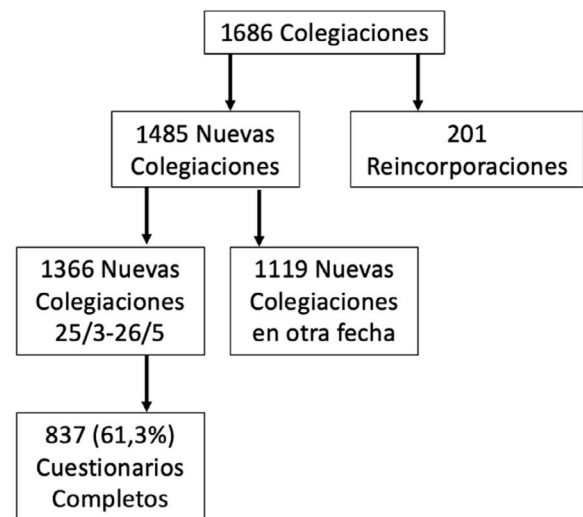 1686 Colegiaciones
1485 Nuevas
Colegiaciones
201
Reincorporaciones
1366 Nuevas
Colegiaciones
25/3-26/5
1119 Nuevas
Colegiaciones
en otra fecha
837 (61,3%)
Cuestionarios
Completos